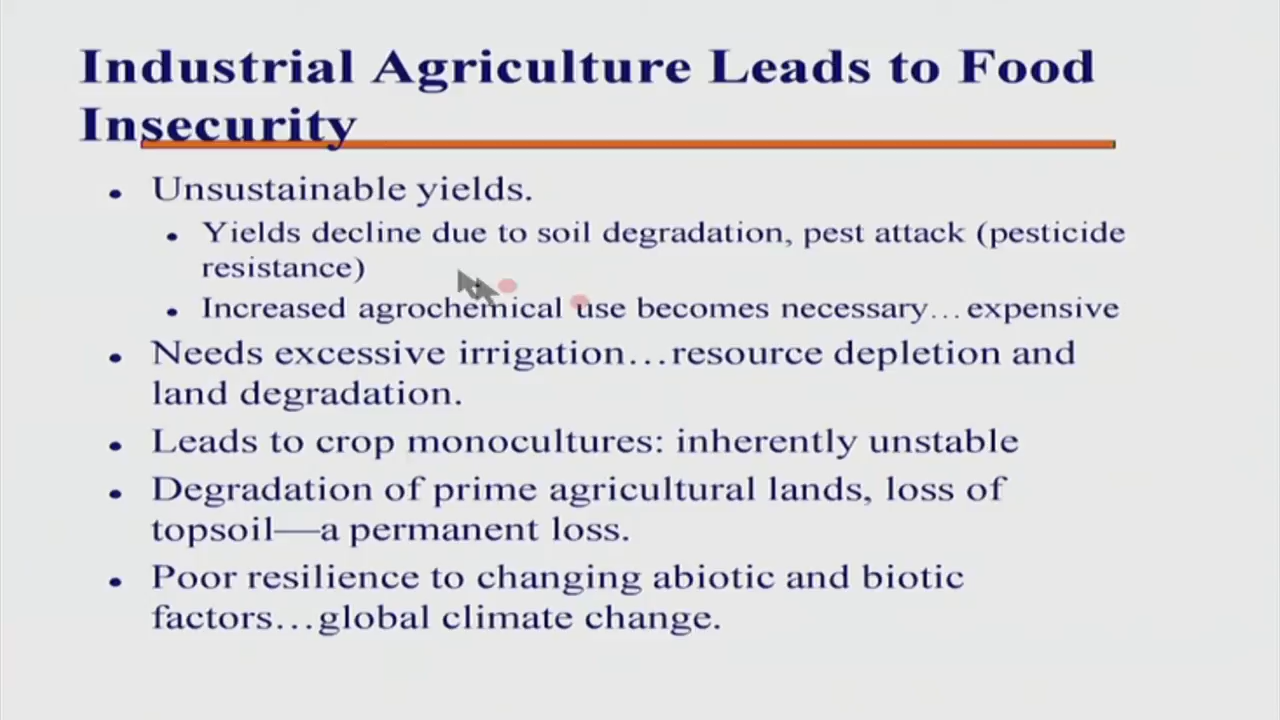 Industrial Agriculture Leads to Food
Insecurity
• Unsustainable yields.
• Yields decline due to soil degradation, pest attack (pesticide
resistance)
• Increased agrochemical use becomes necessary…expensive
• Needs excessive irrigation…resource depletion and
land degradation.
• Leads to crop monocultures: inherently unstable
• Degradation of prime agricultural lands, loss of
topsoil—a permanent loss.
• Poor resilience to changing abiotic and biotic
factors…global climate change.